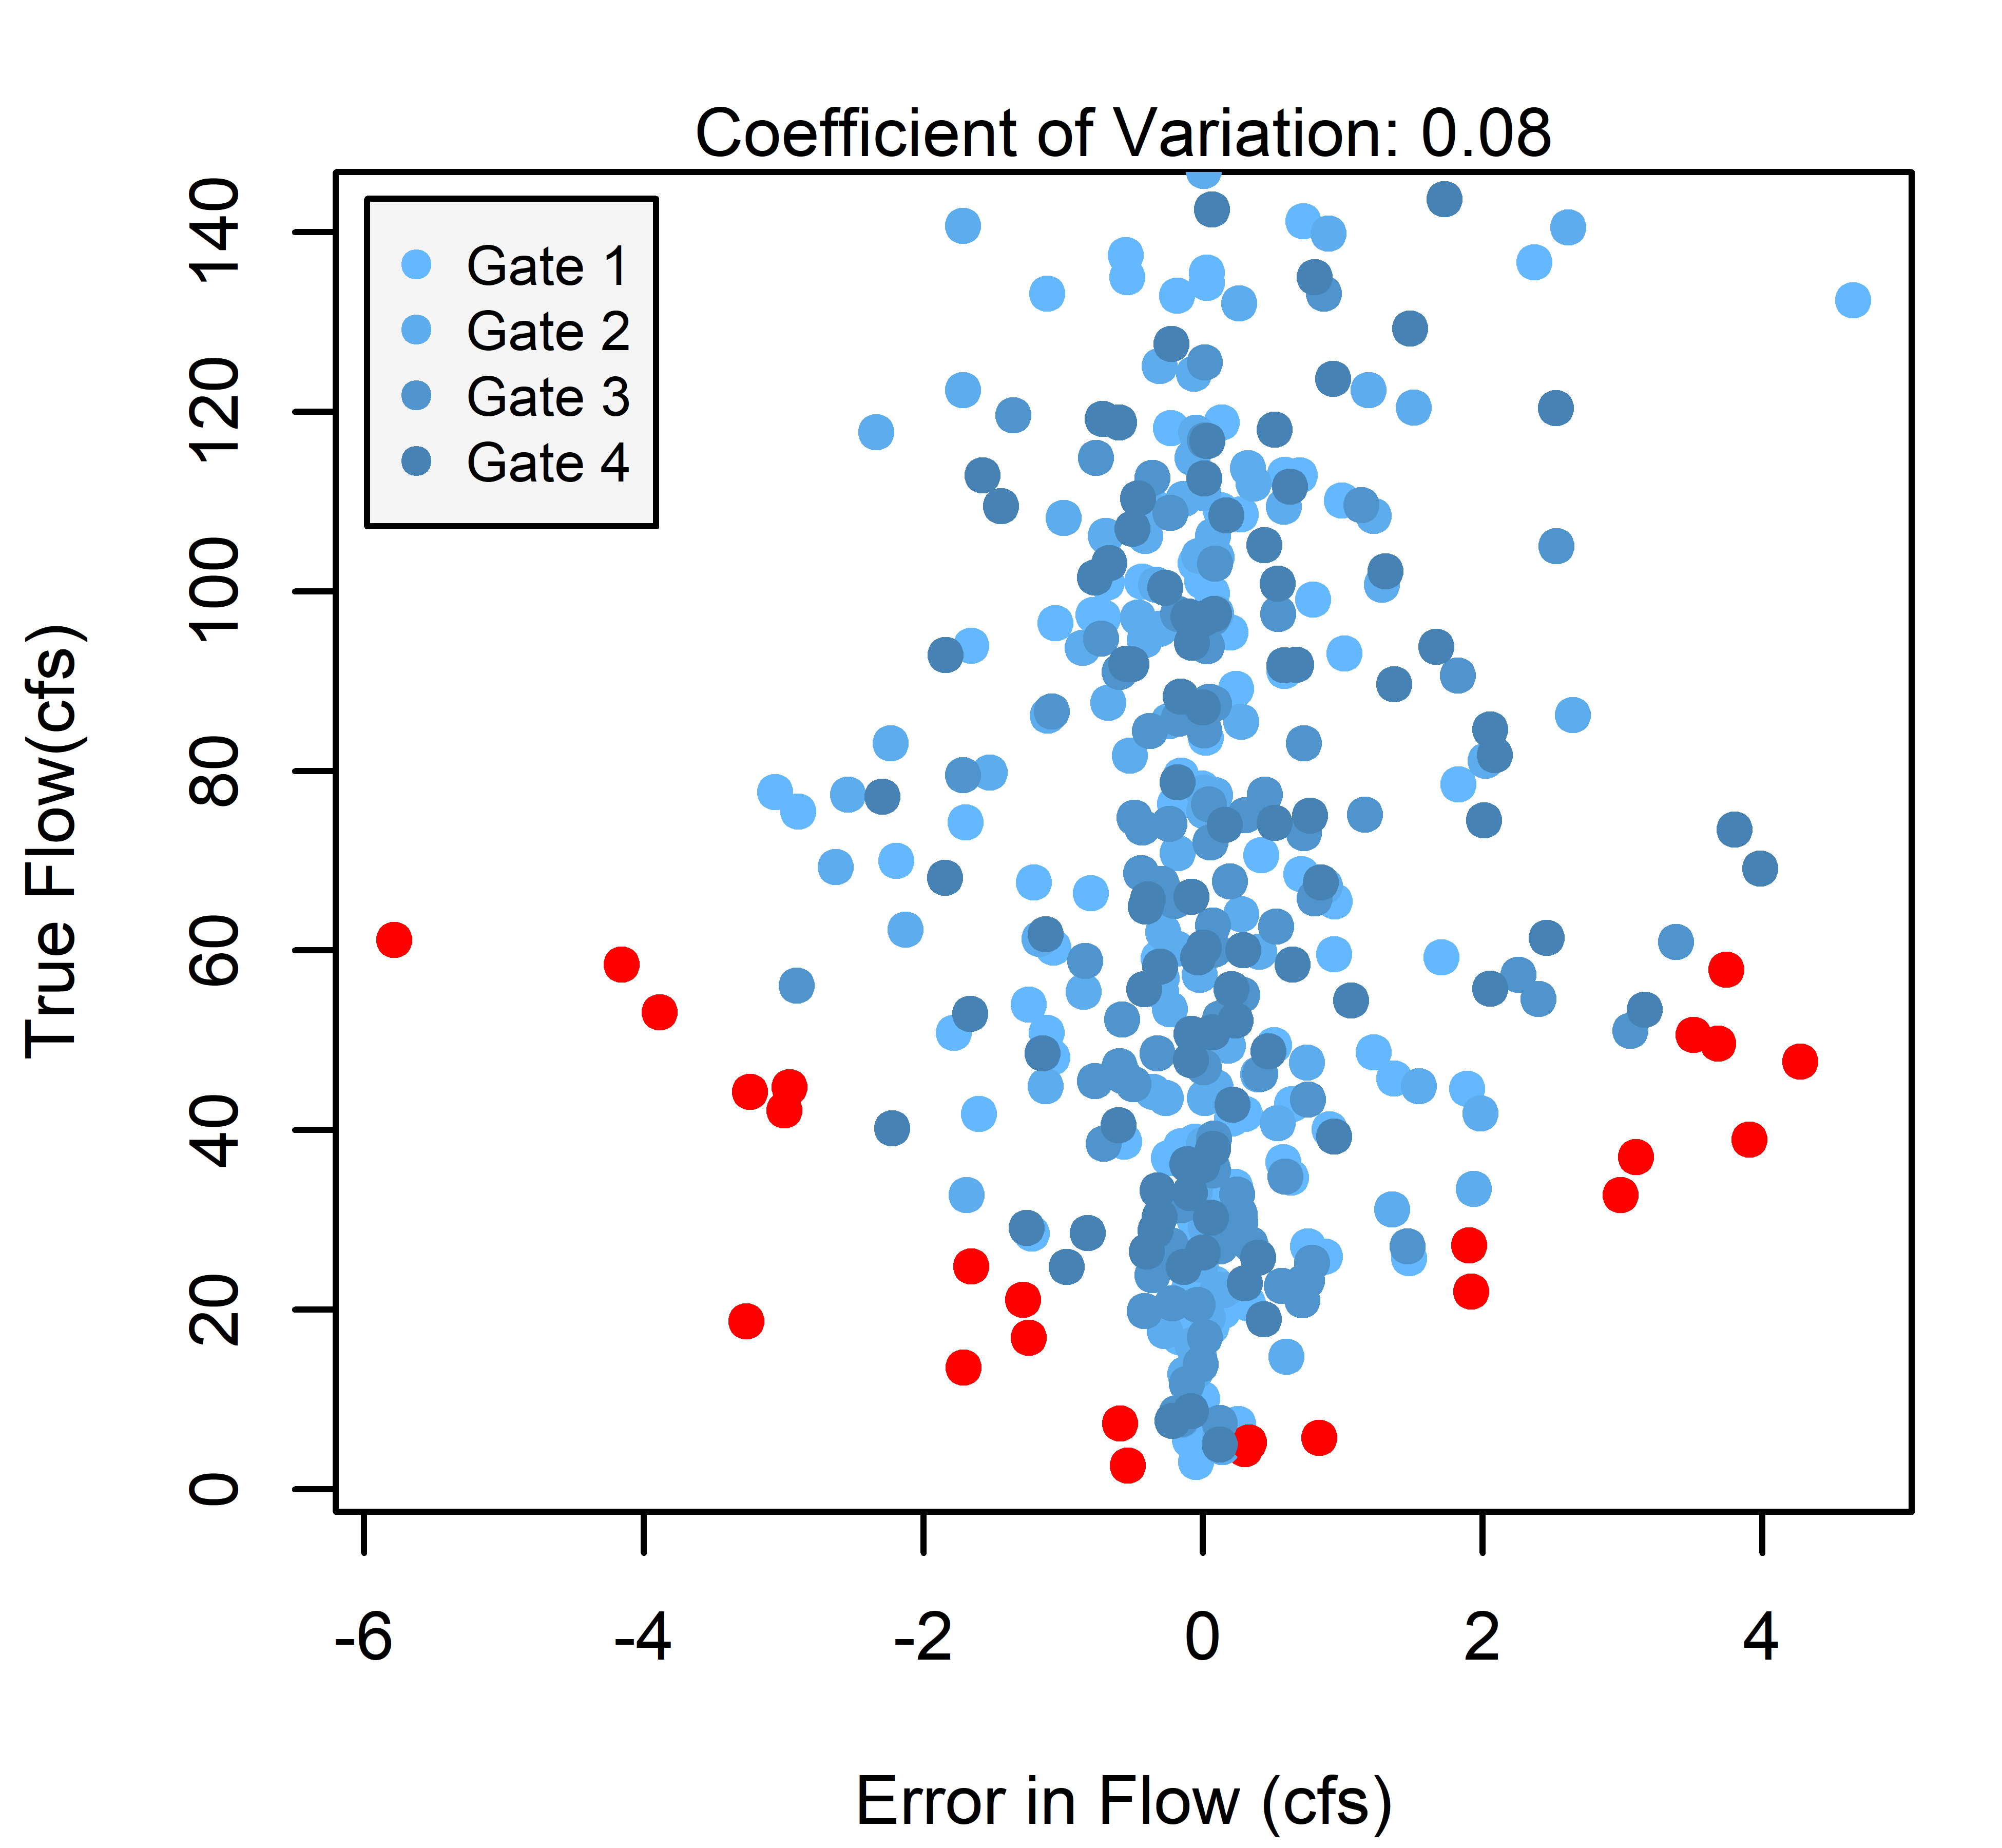 Coefficient of Variation: 0.08
Gate 1
Gate 2
Gate 3
Gate 4
True Flow(cfs)
140
120
100
80
60
40
20
0
-6 -4 -2 0 2 4
Error in Flow (cfs)